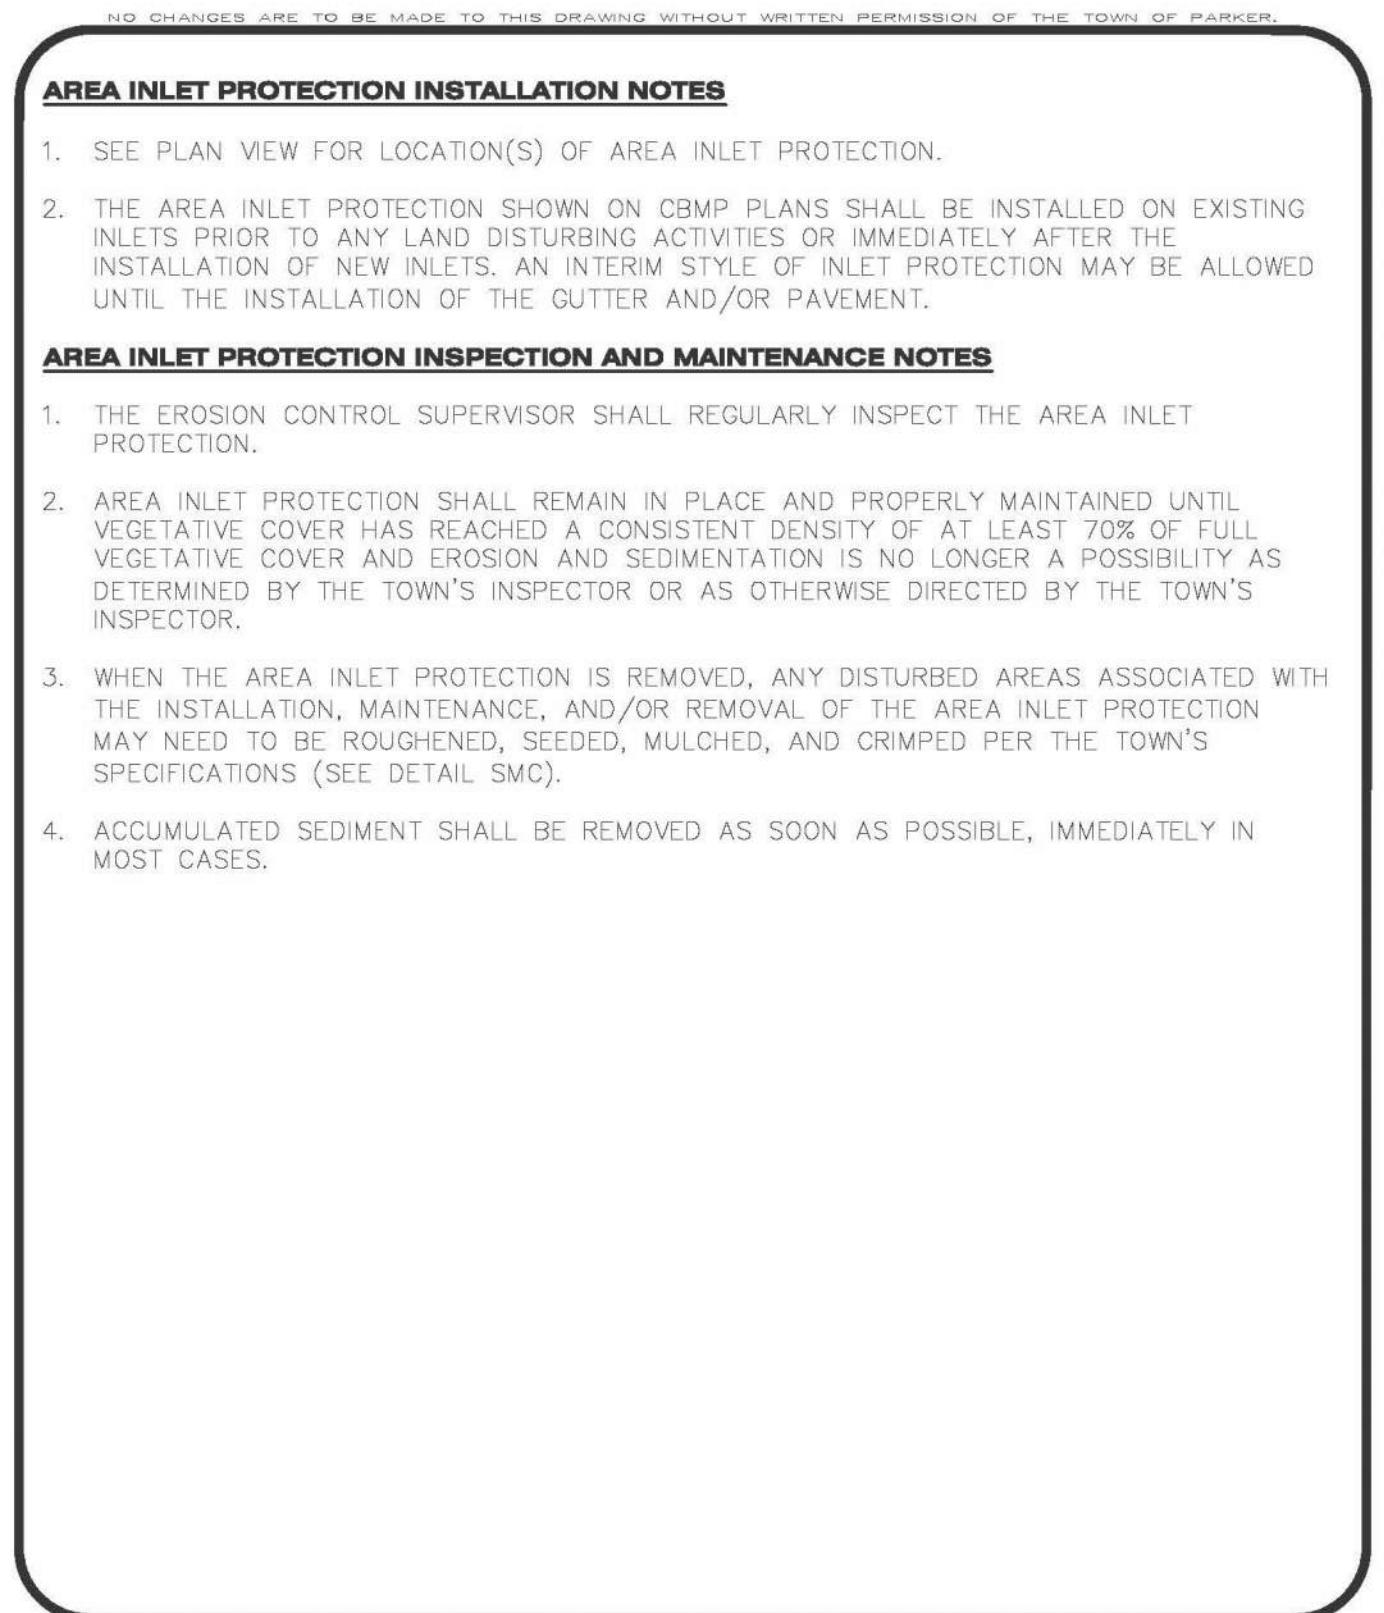 NO CHANGES ARE TO BE MADE TO THIS DRAWING WITHOUT WRITTEN PERMISSION OF THE TOWN OF PARKER.
AREA INLET PROTECTION INSTALLATION NOTES
1. SEE PLAN VIEW FOR LOCATION(S) OF AREA INLET PROTECTION.
2. THE AREA INLET PROTECTION SHOWN ON CBMP PLANS SHALL BE INSTALLED ON EXISTING
INLETS PRIOR TO ANY LAND DISTURBING ACTIVITIES OR IMMEDIATELY AFTER THE
INSTALLATION OF NEW INLETS. AN INTERIM STYLE OF INLET PROTECTION MAY BE ALLOWED
UNTIL THE INSTALLATION OF THE GUTTER AND/OR PAVEMENT.
AREA INLET PROTECTION INSPECTION AND MAINTENANCE NOTES
1. THE EROSION CONTROL SUPERVISOR SHALL REGULARLY INSPECT THE AREA INLET
PROTECTION.
2. AREA INLET PROTECTION SHALL REMAIN IN PLACE AND PROPERLY MAINTAINED UNTIL
VEGETATIVE COVER HAS REACHED A CONSISTENT DENSITY OF AT LEAST 70% OF FULL
VEGETATIVE COVER AND EROSION AND SEDIMENTATION IS NO LONGER A POSSIBILITY AS
DETERMINED BY THE TOWN'S INSPECTOR OR AS OTHERWISE DIRECTED BY THE TOWN'S
INSPECTOR.
3. WHEN THE AREA INLET PROTECTION IS REMOVED, ANY DISTURBED AREAS ASSOCIATED WITH
THE INSTALLATION, MAINTENANCE, AND/OR REMOVAL OF THE AREA INLET PROTECTION
MAY NEED TO BE ROUGHENED, SEEDED, MULCHED, AND CRIMPED PER THE TOWN'S
SPECIFICATIONS (SEE DETAIL SMC).
4. ACCUMULATED SEDIMENT SHALL BE REMOVED AS SOON AS POSSIBLE, IMMEDIATELY IN
MOST CASES.